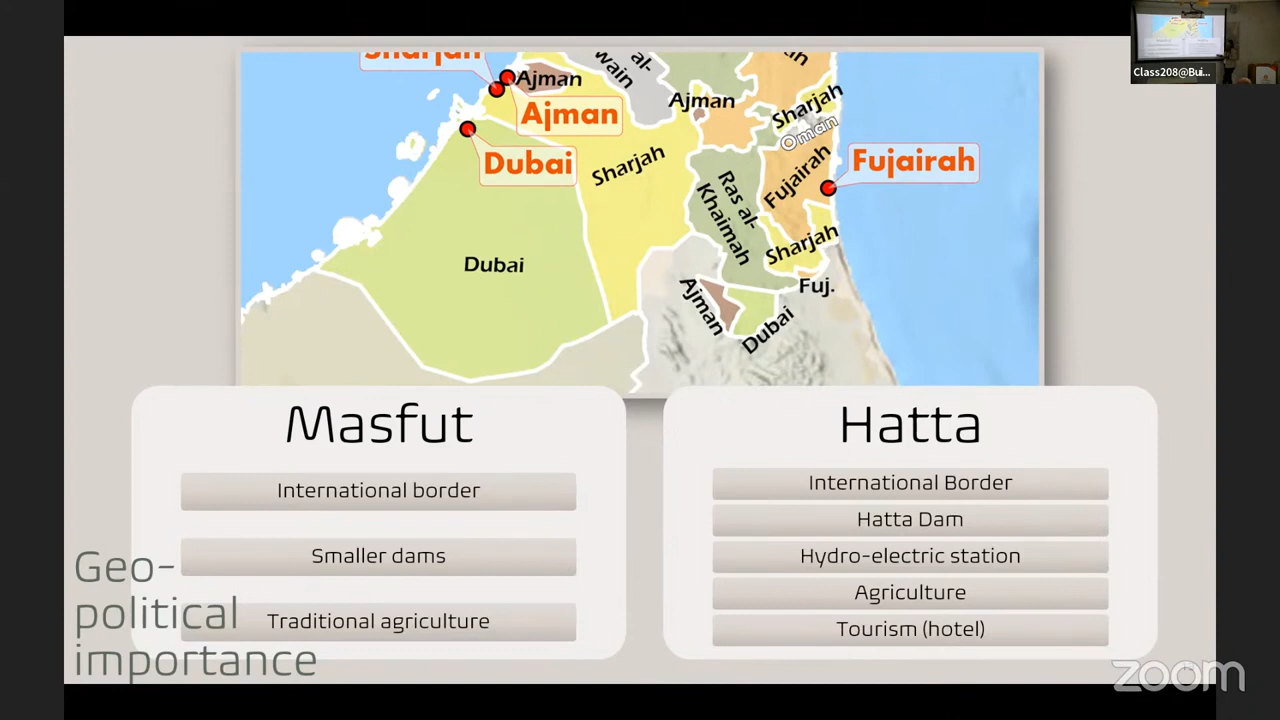 Sharjah
al-
wain
Ajman
Ajman
Sharjah
Ajman
Oman
Dubai
Sharjah
Fujairah
Fujairah
Ras al-
Khaimah
Sharjah
Dubai
Ajman
Fuj.
Dubai
Masfut
International border
Smaller dams
Traditional agriculture
Hatta
International Border
Hatta Dam
Hydro-electric station
Agriculture
Tourism (hotel)
Geo-
political
importance
Class208@Bui...
zoom